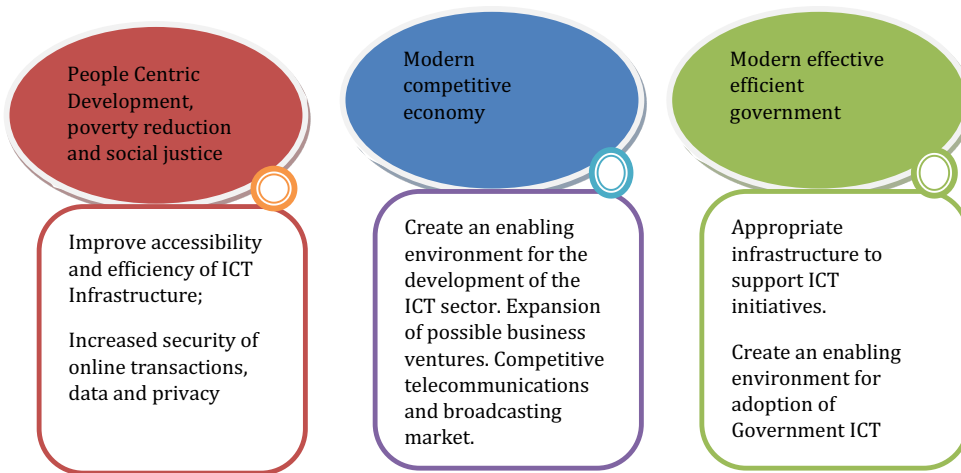 People Centric
Development,
poverty reduction
and social justice
Improve accessibility
and efficiency of ICT
Infrastructure;
Increased security of
online transactions,
data and privacy
Modern
competitive
economy
Create an enabling
environment for the
development of the
ICT sector. Expansion
of possible business
ventures. Competitive
telecommunications
and broadcasting
market.
Modern effective
efficient
government
Appropriate
infrastructure to
support ICT
initiatives.
Create an enabling
environment for
adoption of
Government ICT